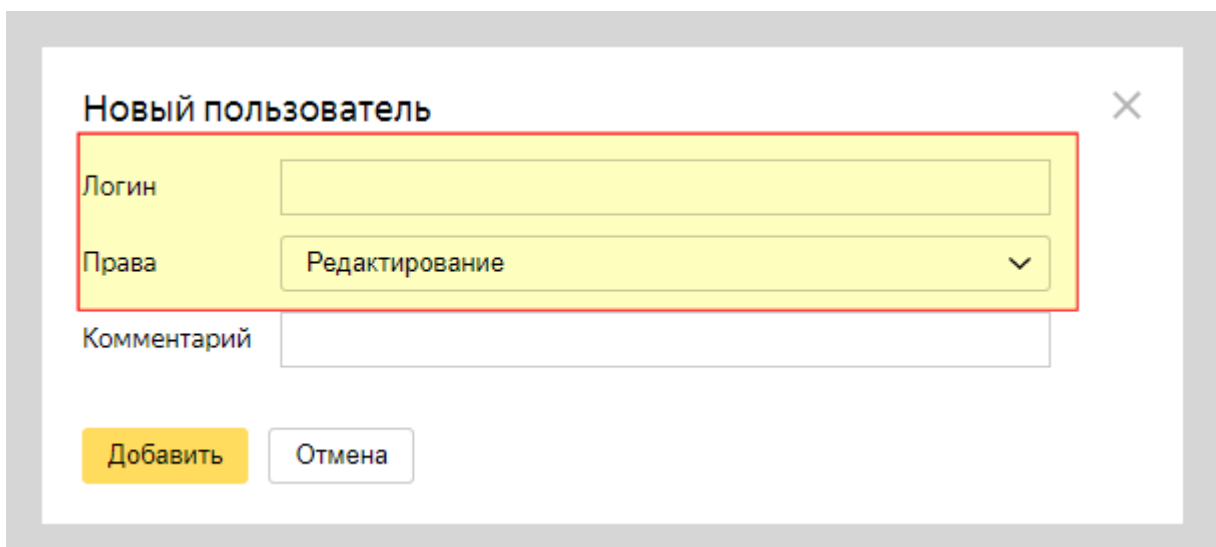 Новый пользователь
Логин
Права Редактирование
Комментарий
Добавить Отмена